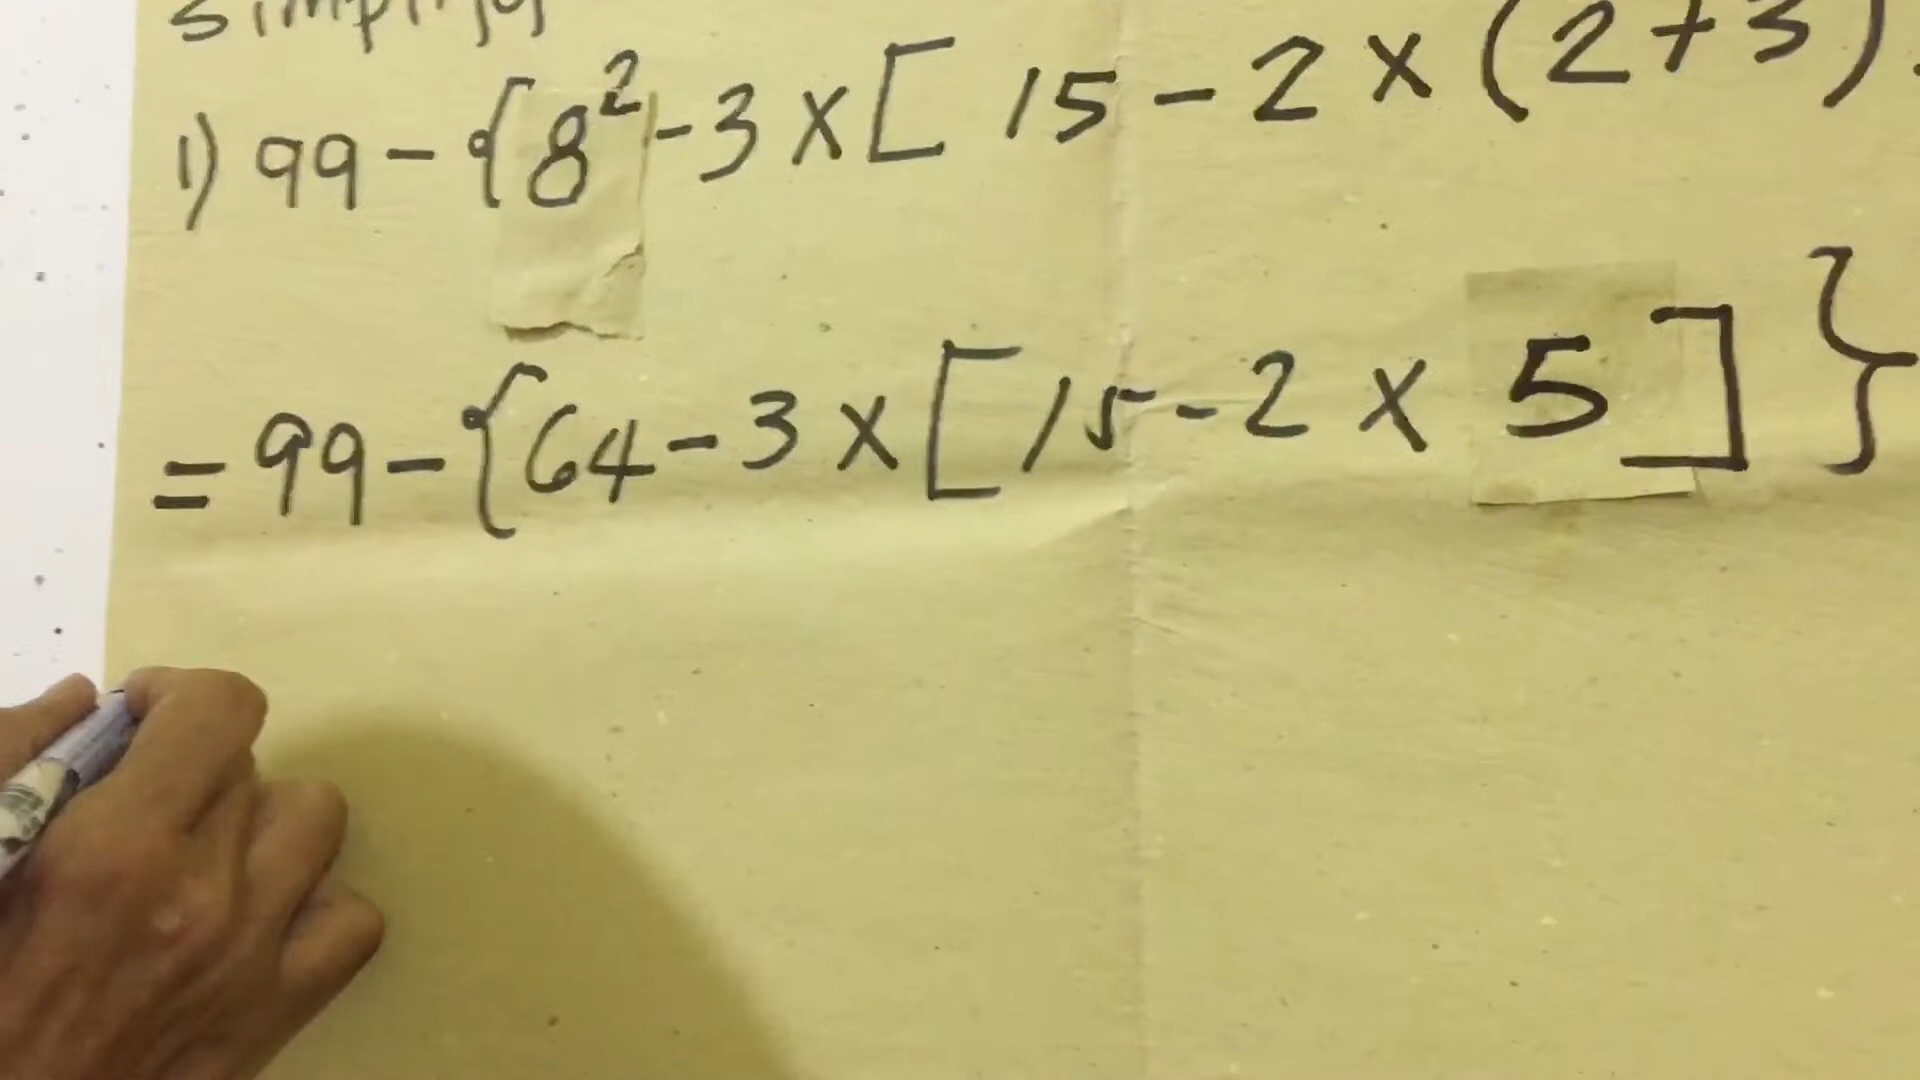 1) 99 - {8² - 3 × [ 15 - 2 × (2+3)
= 99 - {64 - 3 × [15 - 2 × 5] }